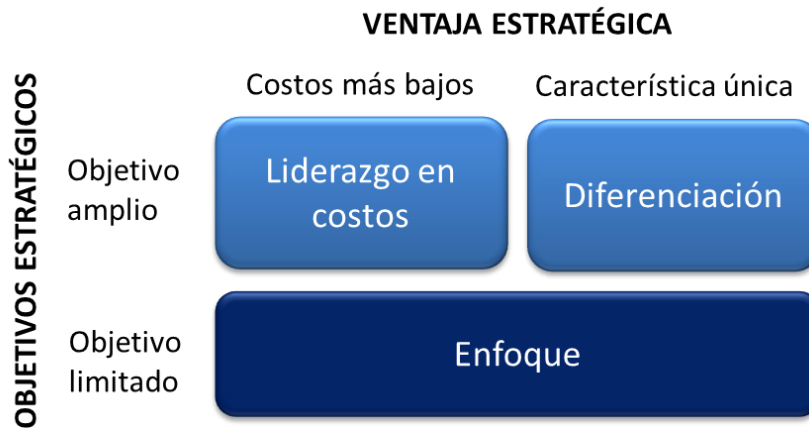 VENTAJA ESTRATÉGICA
Costos más bajos
Característica única
OBJETIVOS ESTRATÉGICOS
Objetivo
amplio
Liderazgo en
costos
Diferenciación
Objetivo
limitado
Enfoque